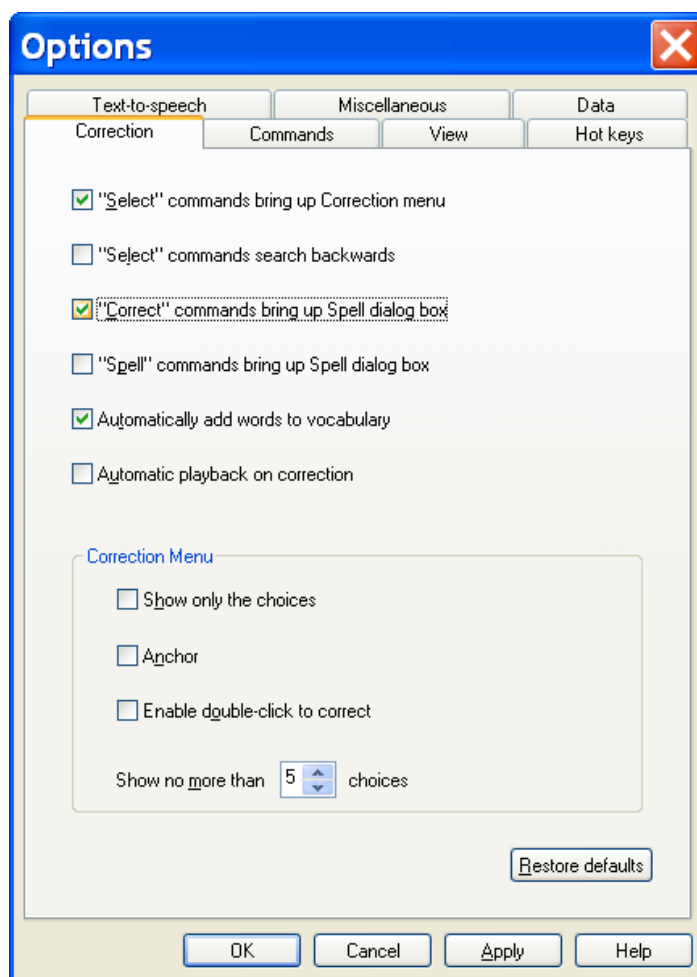 Options
Text-to-speech Miscellaneous Data
Correction Commands View Hot keys
"Select" commands bring up Correction menu
"Select" commands search backwards
"Correct" commands bring up Spell dialog box
"Spell" commands bring up Spell dialog box
Automatically add words to vocabulary
Automatic playback on correction
Correction Menu
Show only the choices
Anchor
Enable double-click to correct
Show no more than 5 choices
Restore defaults
OK Cancel Apply Help